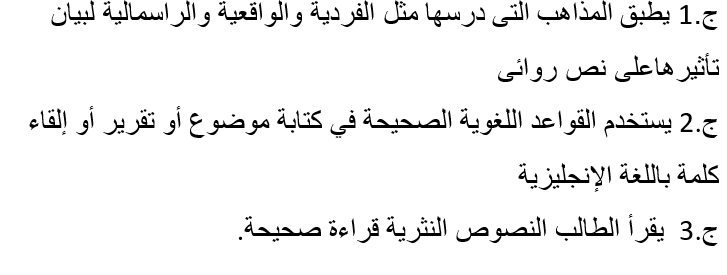 ج.1 يطبق المذاهب التى درسها مثل الفردية والواقعية والراسمالية لبيان
تأثيرهاعلى نص روائى
ج.2 يستخدم القواعد اللغوية الصحيحة في كتابة موضوع أو تقرير أو إلقاء
كلمة باللغة الإنجليزية
ج.3 يقرأ الطالب النصوص النثرية قراءة صحيحة.